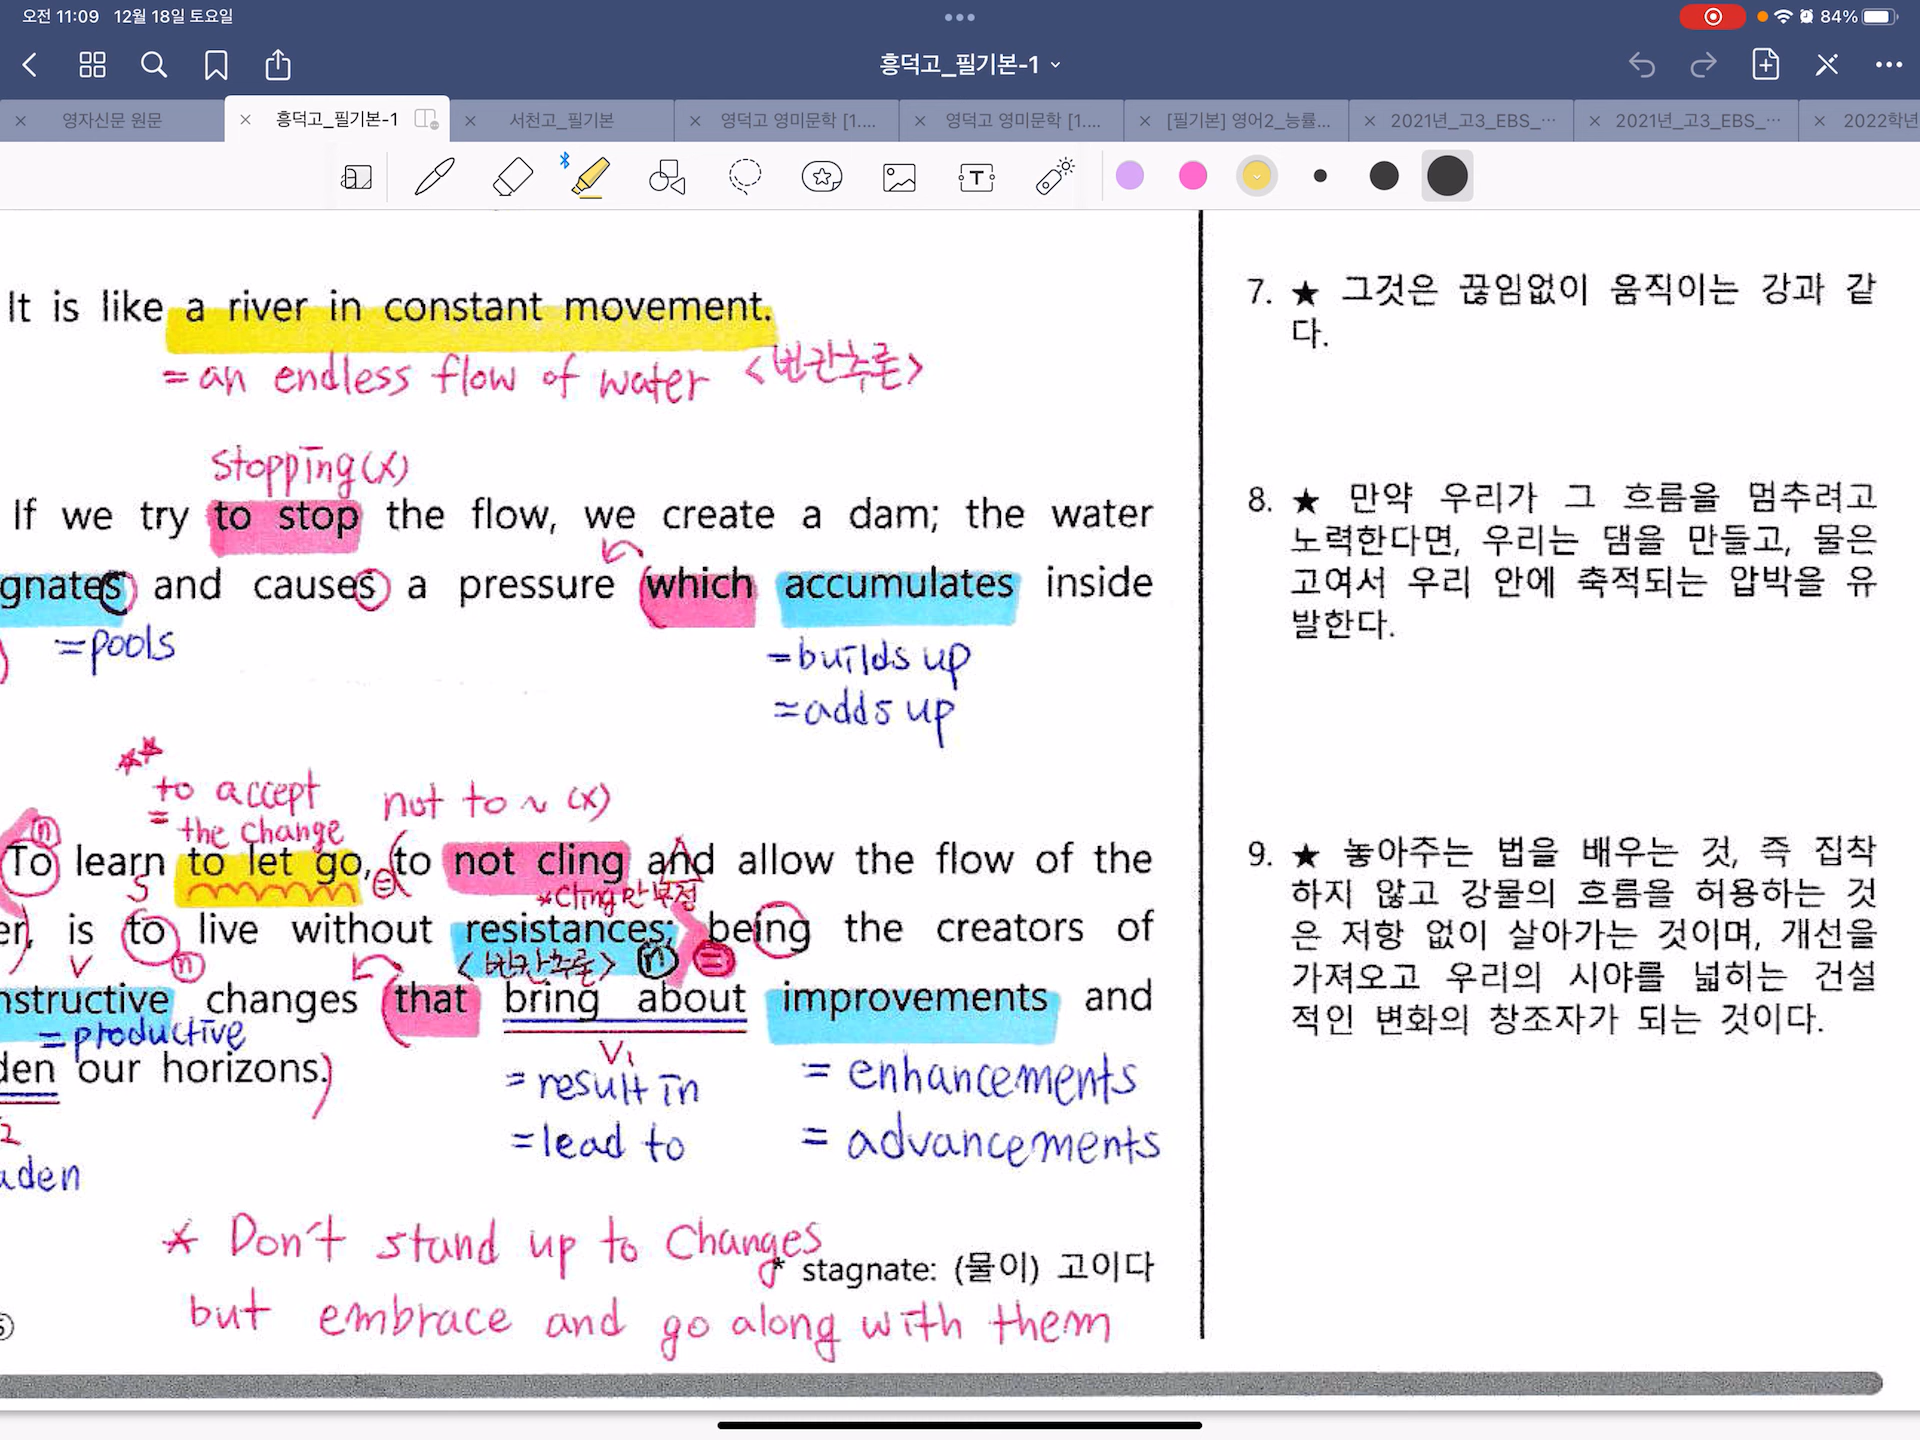 오전 11:09 12월 18일 토요일
84%
흥덕고_필기본-1
영자신문 원문
흥덕고_필기본-1
서천고_필기본
영덕고 영미문학 [1....
영덕고 영미문학 [1....
[필기본] 영어2_능률...
2021년_고3_EBS_...
2021년_고3_EBS_...
2022학년
It is like a river in constant movement.
= an endless flow of water <빈칸추론>
stopping(X)
If we try to stop the flow, we create a dam; the water
gnates and causes a pressure (which accumulates inside
=pools
=builds up
=adds up
to accept
= the change
not to ~ (X)
n
To learn to let go, (to not cling and allow the flow of the
S
=
*cling만 부정
er), is to live without resistances; being the creators of
V
n
<빈칸추론>
n
=
nstructive changes (that bring about improvements and
=productive
den our horizons.)
V1
=result in
=lead to
= enhancements
= advancements
2
aden
* Don't stand up to changes
but embrace and go along with them
* stagnate: (물이) 고이다
7. ★ 그것은 끊임없이 움직이는 강과 같
다.
8. ★ 만약 우리가 그 흐름을 멈추려고
노력한다면, 우리는 댐을 만들고, 물은
고여서 우리 안에 축적되는 압박을 유
발한다.
9. ★ 놓아주는 법을 배우는 것, 즉 집착
하지 않고 강물의 흐름을 허용하는 것
은 저항 없이 살아가는 것이며, 개선을
가져오고 우리의 시야를 넓히는 건설
적인 변화의 창조자가 되는 것이다.